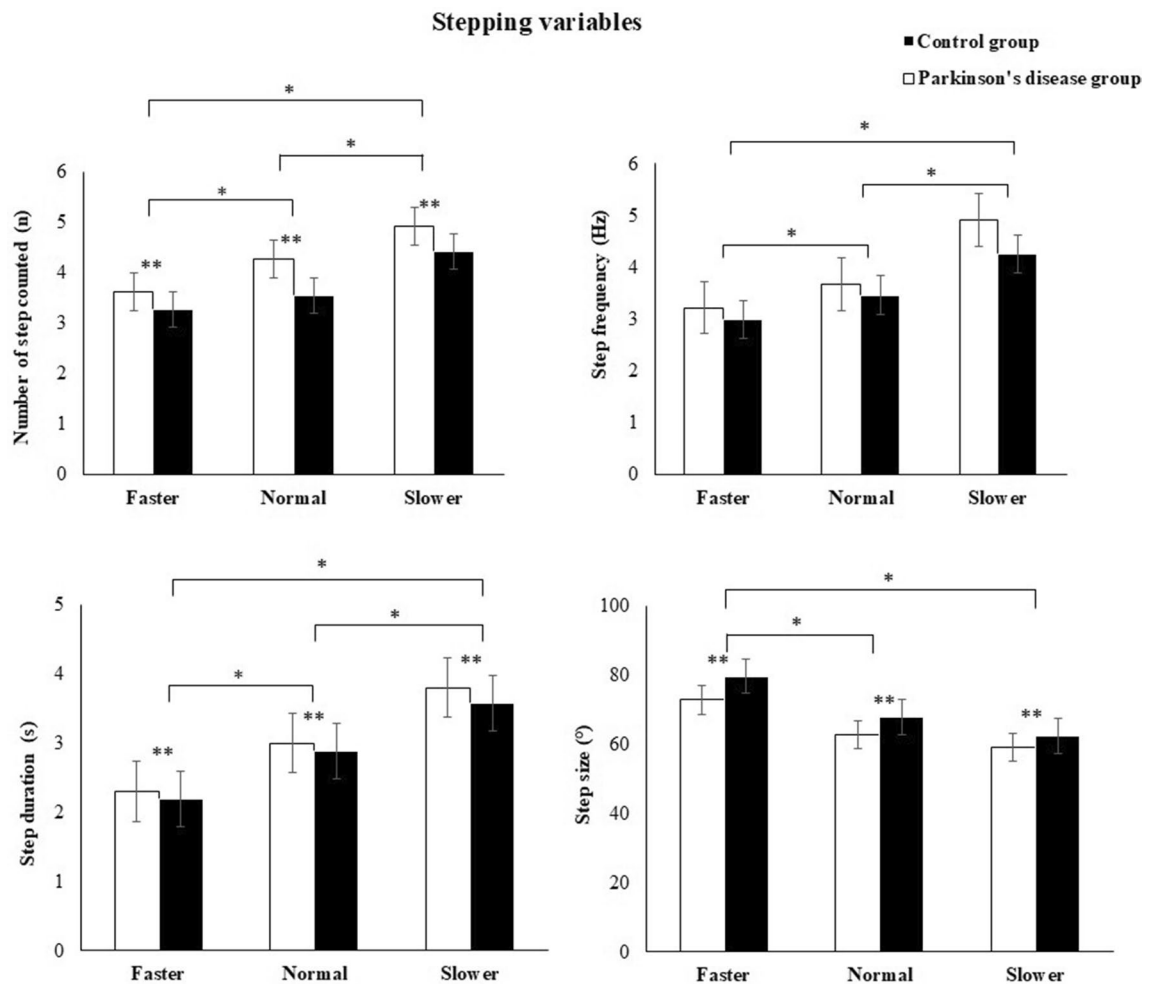 Stepping variables
Control group
Parkinson's disease group
*
*
*
6
5
4
3
2
1
0
Number of step counted (n)
**
**
**
Faster
Normal
Slower
*
*
*
6
5
4
3
2
1
0
Step frequency (Hz)
Faster
Normal
Slower
*
*
*
5
4
3
2
1
0
Step duration (s)
**
**
**
Faster
Normal
Slower
*
*
100
80
60
40
20
0
Step size (°)
**
**
**
Faster
Normal
Slower